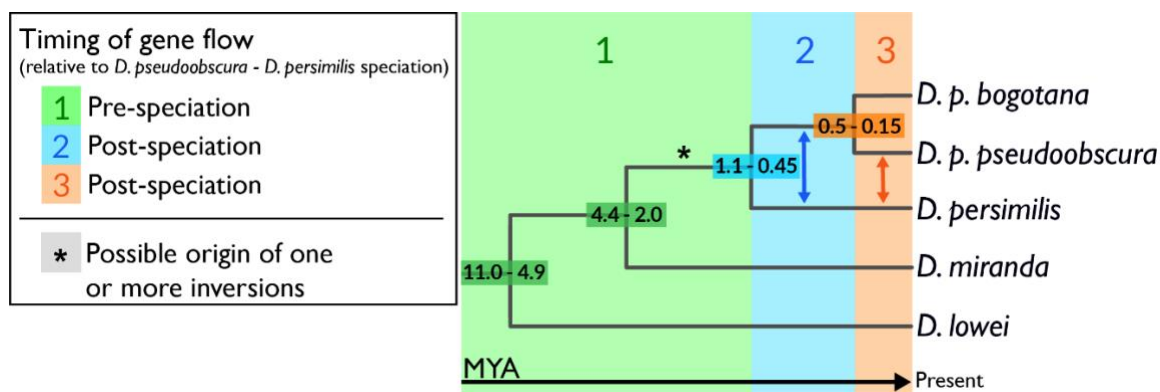 Timing of gene flow
(relative to D. pseudoobscura - D. persimilis speciation)
1 Pre-speciation
2 Post-speciation
3 Post-speciation
* Possible origin of one
or more inversions
1
2
3
D. p. bogotana
0.5 - 0.15
D. p. pseudoobscura
*
1.1 - 0.45
D. persimilis
4.4 - 2.0
D. miranda
11.0 - 4.9
D. lowei
MYA
Present